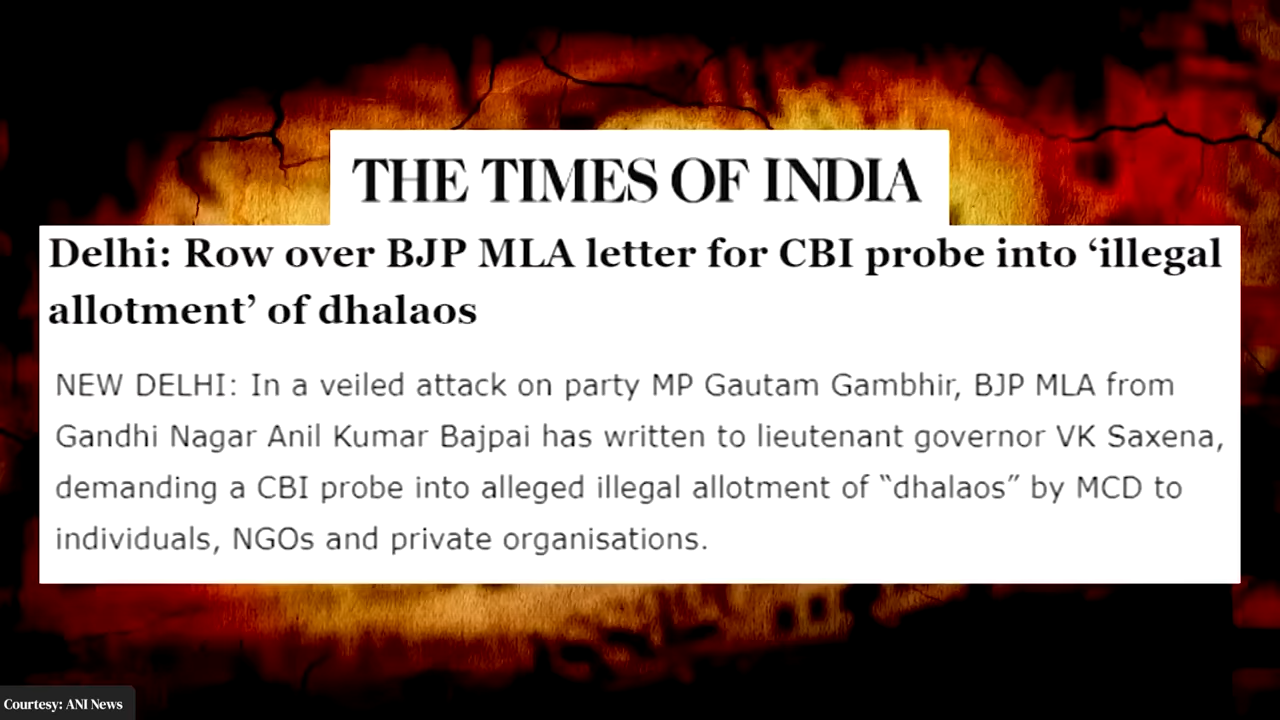 THE TIMES OF INDIA
Delhi: Row over BJP MLA letter for CBI probe into ‘illegal
allotment’ of dhalaos
NEW DELHI: In a veiled attack on party MP Gautam Gambhir, BJP MLA from
Gandhi Nagar Anil Kumar Bajpai has written to lieutenant governor VK Saxena,
demanding a CBI probe into alleged illegal allotment of “dhalaos” by MCD to
individuals, NGOs and private organisations.
Courtesy: ANI News